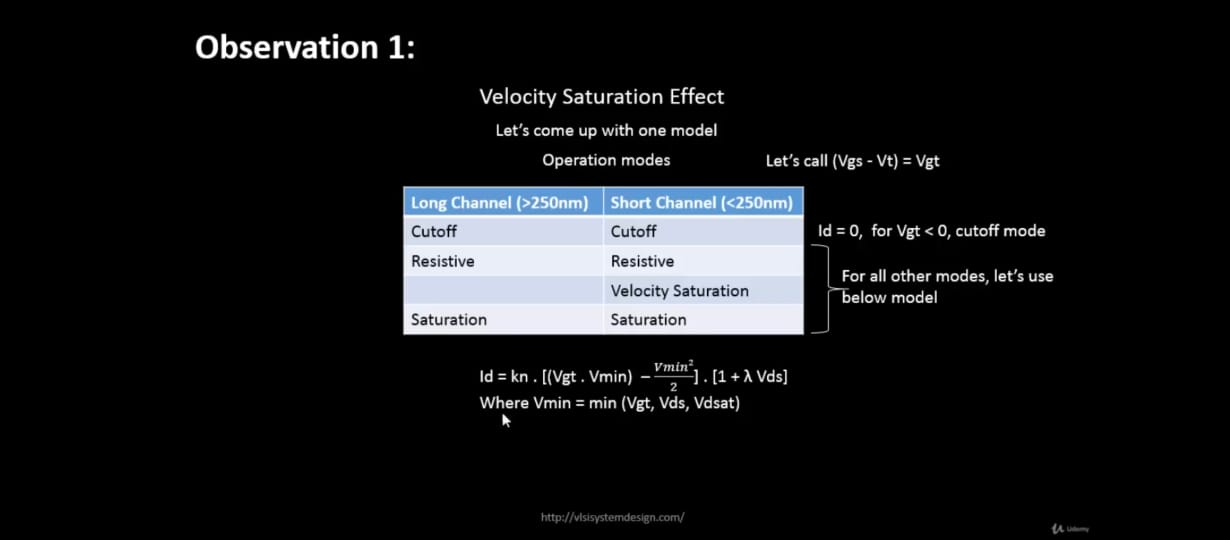 Observation 1:
Velocity Saturation Effect
Let's come up with one model
Operation modes
Let's call (Vgs - Vt) = Vgt
Long Channel (>250nm) Short Channel (<250nm)
Cutoff Cutoff
Id = 0, for Vgt < 0, cutoff mode
Resistive Resistive
Velocity Saturation
Saturation Saturation
For all other modes, let's use
below model
Id = kn . [(Vgt . Vmin) − Vmin²/2] . [1 + λ Vds]
Where Vmin = min (Vgt, Vds, Vdsat)
http://vlsisystemdesign.com/
Udemy